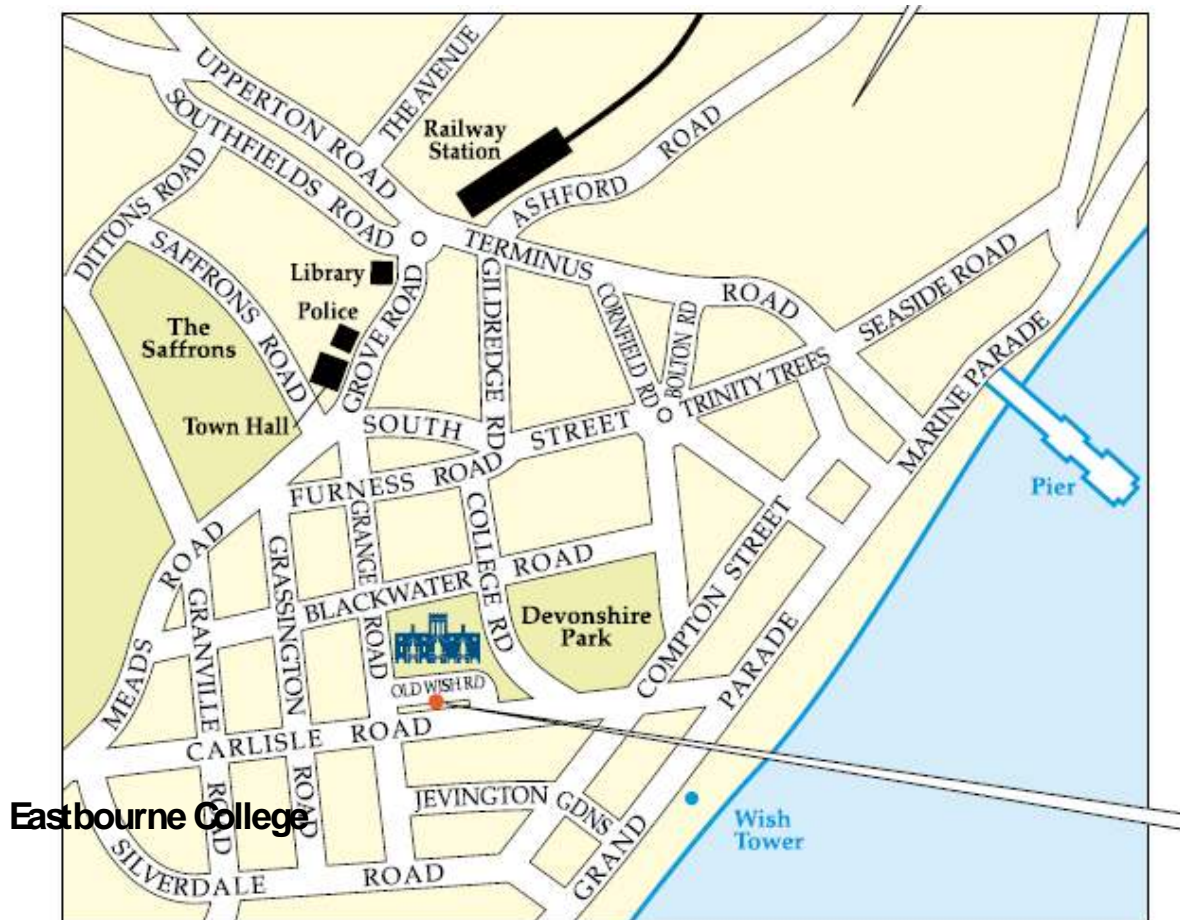 UPPERTON ROAD
THE AVENUE
SOUTHFIELDS ROAD
Railway
Station
ASHFORD ROAD
DITTONS ROAD
SAFFRONS ROAD
TERMINUS ROAD
Library
Police
GROVE ROAD
GILDREDGE RD
CORNFIELD RD
BOLTON RD
SEASIDE ROAD
The
Saffrons
TRINITY TREES
MARINE PARADE
Town Hall
SOUTH STREET
Pier
FURNESS ROAD
GRANGE ROAD
COLLEGE RD
COMPTON STREET
MEADS ROAD
GRANVILLE ROAD
GRASSINGTON ROAD
BLACKWATER ROAD
Devonshire
Park
OLD WISH RD
GRAND PARADE
CARLISLE ROAD
JEVINGTON GDNS
Eastbourne College
Wish
Tower
SILVERDALE ROAD